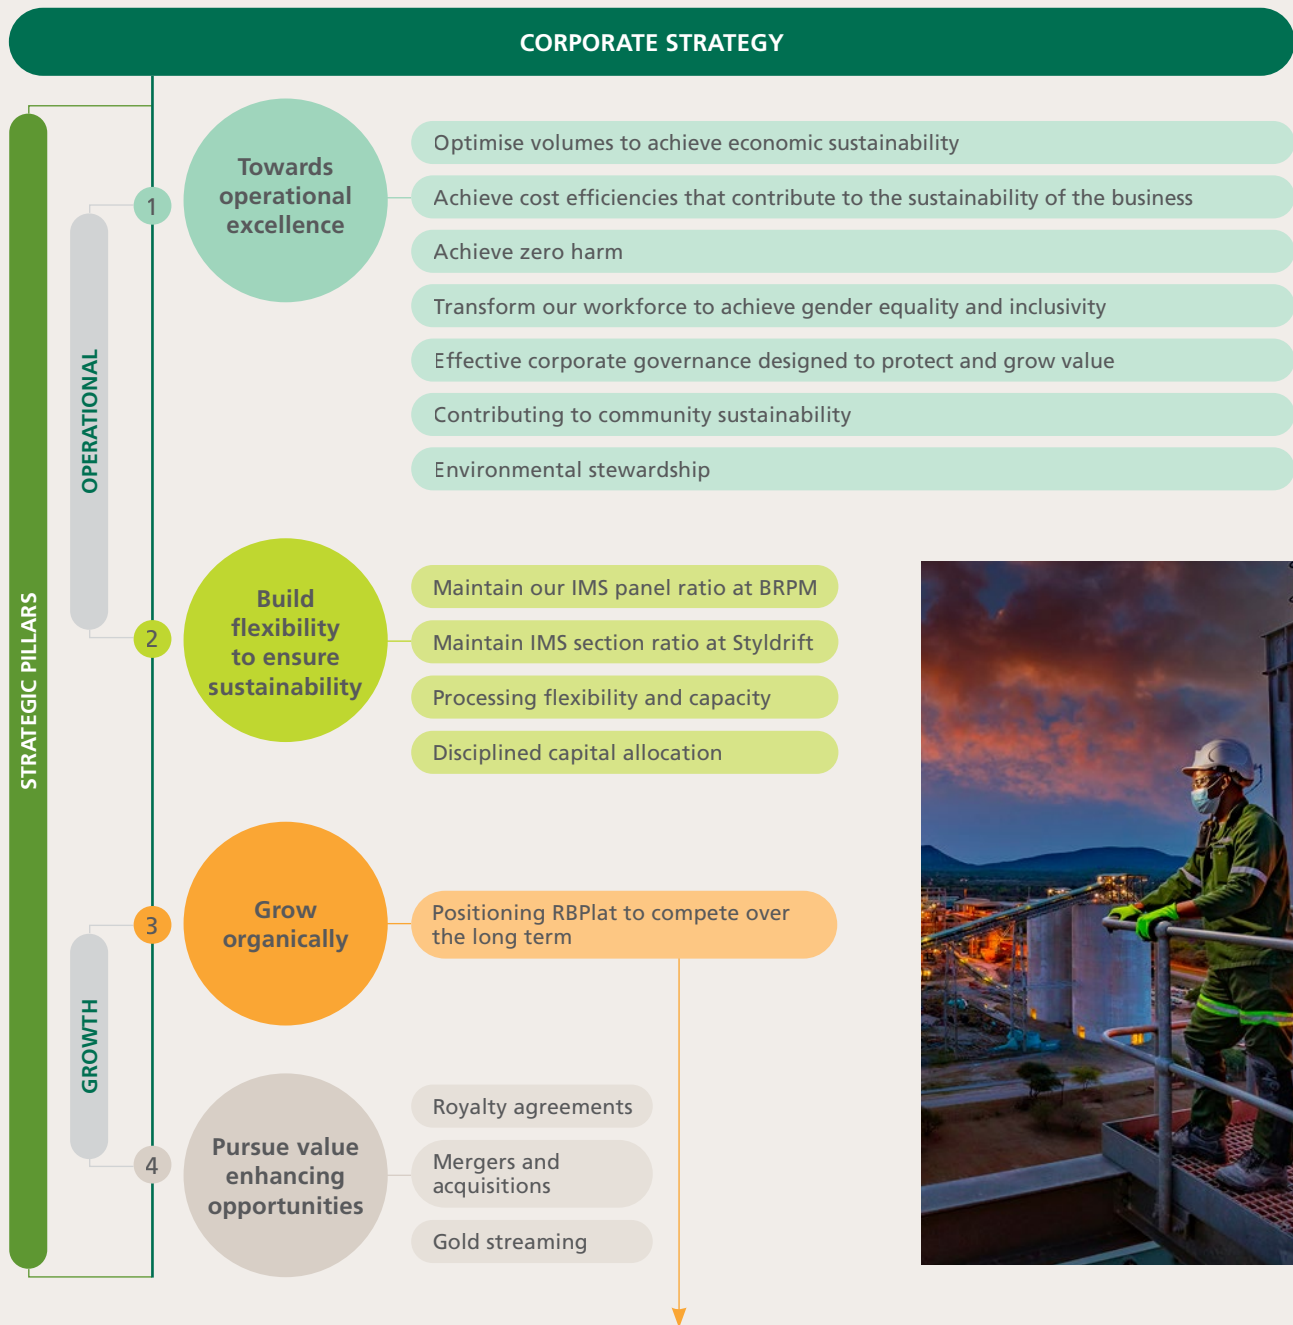 CORPORATE STRATEGY
STRATEGIC PILLARS
OPERATIONAL
1
Towards
operational
excellence
Optimise volumes to achieve economic sustainability
Achieve cost efficiencies that contribute to the sustainability of the business
Achieve zero harm
Transform our workforce to achieve gender equality and inclusivity
Effective corporate governance designed to protect and grow value
Contributing to community sustainability
Environmental stewardship
2
Build
flexibility
to ensure
sustainability
Maintain our IMS panel ratio at BRPM
Maintain IMS section ratio at Styldrift
Processing flexibility and capacity
Disciplined capital allocation
GROWTH
3
Grow
organically
Positioning RBPlat to compete over
the long term
4
Pursue value
enhancing
opportunities
Royalty agreements
Mergers and
acquisitions
Gold streaming